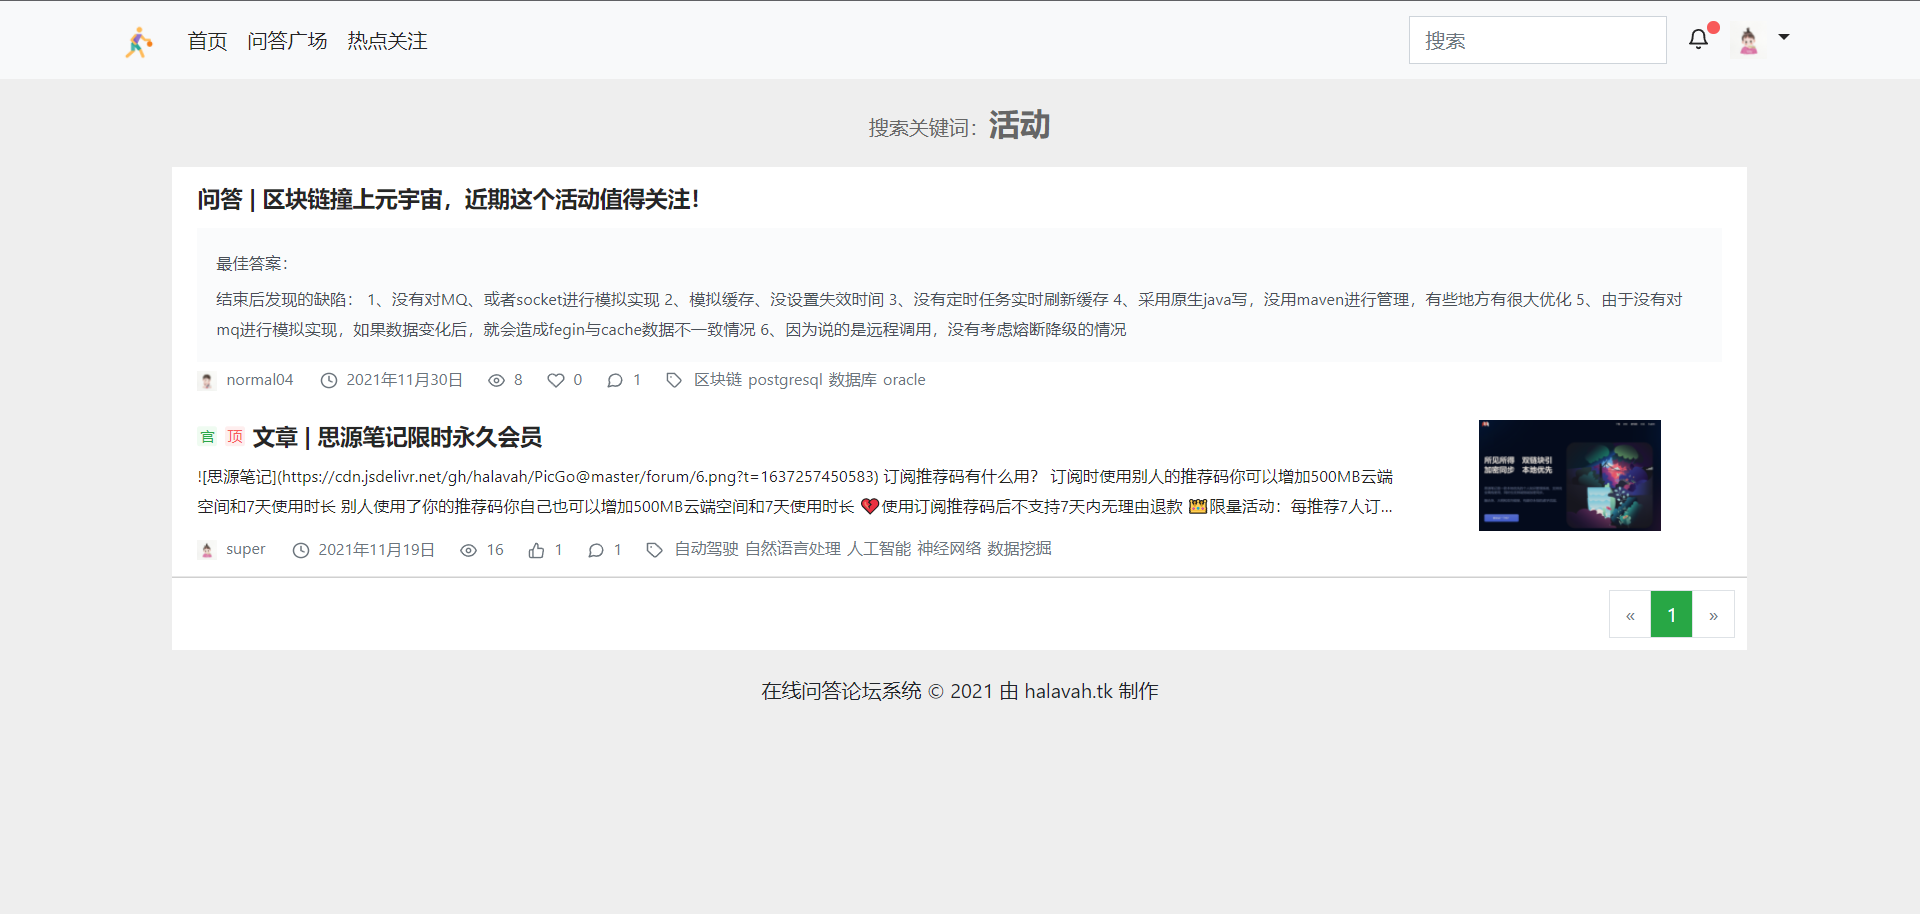 首页 问答广场 热点关注 搜索
搜索关键词：活动
问答 | 区块链撞上元宇宙，近期这个活动值得关注！
最佳答案：
结束后发现的缺陷： 1、没有对MQ、或者socket进行模拟实现 2、模拟缓存、没设置失效时间 3、没有定时任务实时刷新缓存 4、采用原生java写，没用maven进行管理，有些地方有很大优化 5、由于没有对
mq进行模拟实现，如果数据变化后，就会造成fegin与cache数据不一致情况 6、因为说的是远程调用，没有考虑熔断降级的情况
normal04 2021年11月30日 8 0 1 区块链 postgresql 数据库 oracle
官 顶 文章 | 思源笔记限时永久会员
![思源笔记](https://cdn.jsdelivr.net/gh/halavah/PicGo@master/forum/6.png?t=1637257450583) 订阅推荐码有什么用？ 订阅时使用别人的推荐码你可以增加500MB云端
空间和7天使用时长 别人使用了你的推荐码你自己也可以增加500MB云端空间和7天使用时长 💔使用订阅推荐码后不支持7天内无理由退款 👑限量活动：每推荐7人订...
所见所得 双链块引
加密同步 本地优先
super 2021年11月19日 16 1 1 自动驾驶 自然语言处理 人工智能 神经网络 数据挖掘
« 1 »
在线问答论坛系统 © 2021 由 halavah.tk 制作